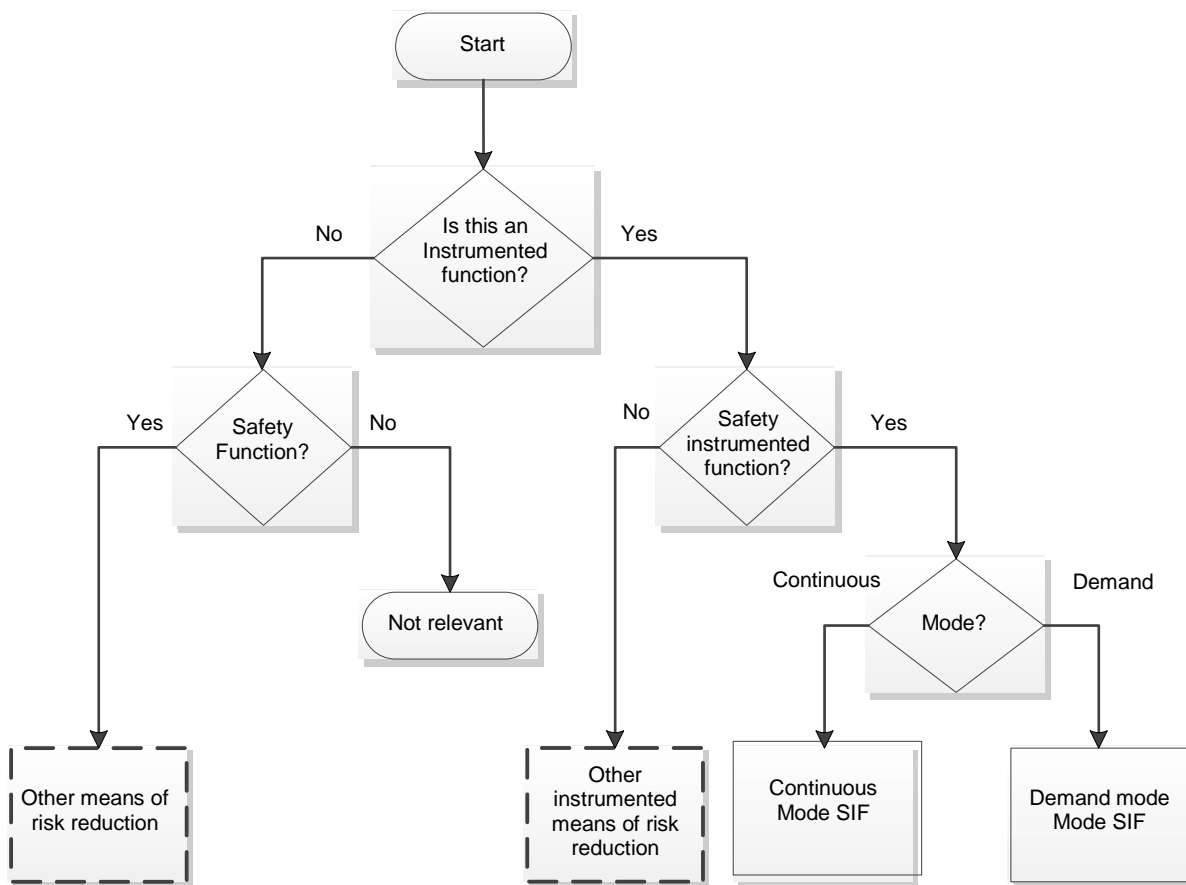 Start
Is this an
Instrumented
function?
No
Yes
Safety
Function?
Yes
No
Safety
instrumented
function?
No
Yes
Not relevant
Mode?
Continuous
Demand
Other means of
risk reduction
Other
instrumented
means of risk
reduction
Continuous
Mode SIF
Demand mode
Mode SIF